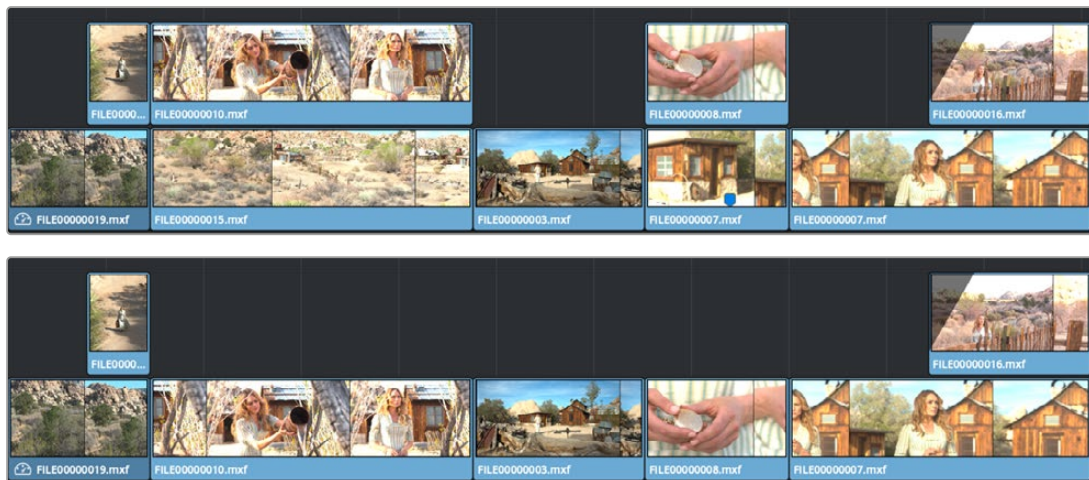 FILE0000... FILE00000010.mxf FILE00000008.mxf FILE00000016.mxf
FILE00000019.mxf FILE00000015.mxf FILE00000003.mxf FILE00000007.mxf FILE00000007.mxf
FILE0000... FILE00000016.mxf
FILE00000019.mxf FILE00000010.mxf FILE00000003.mxf FILE00000008.mxf FILE00000007.mxf